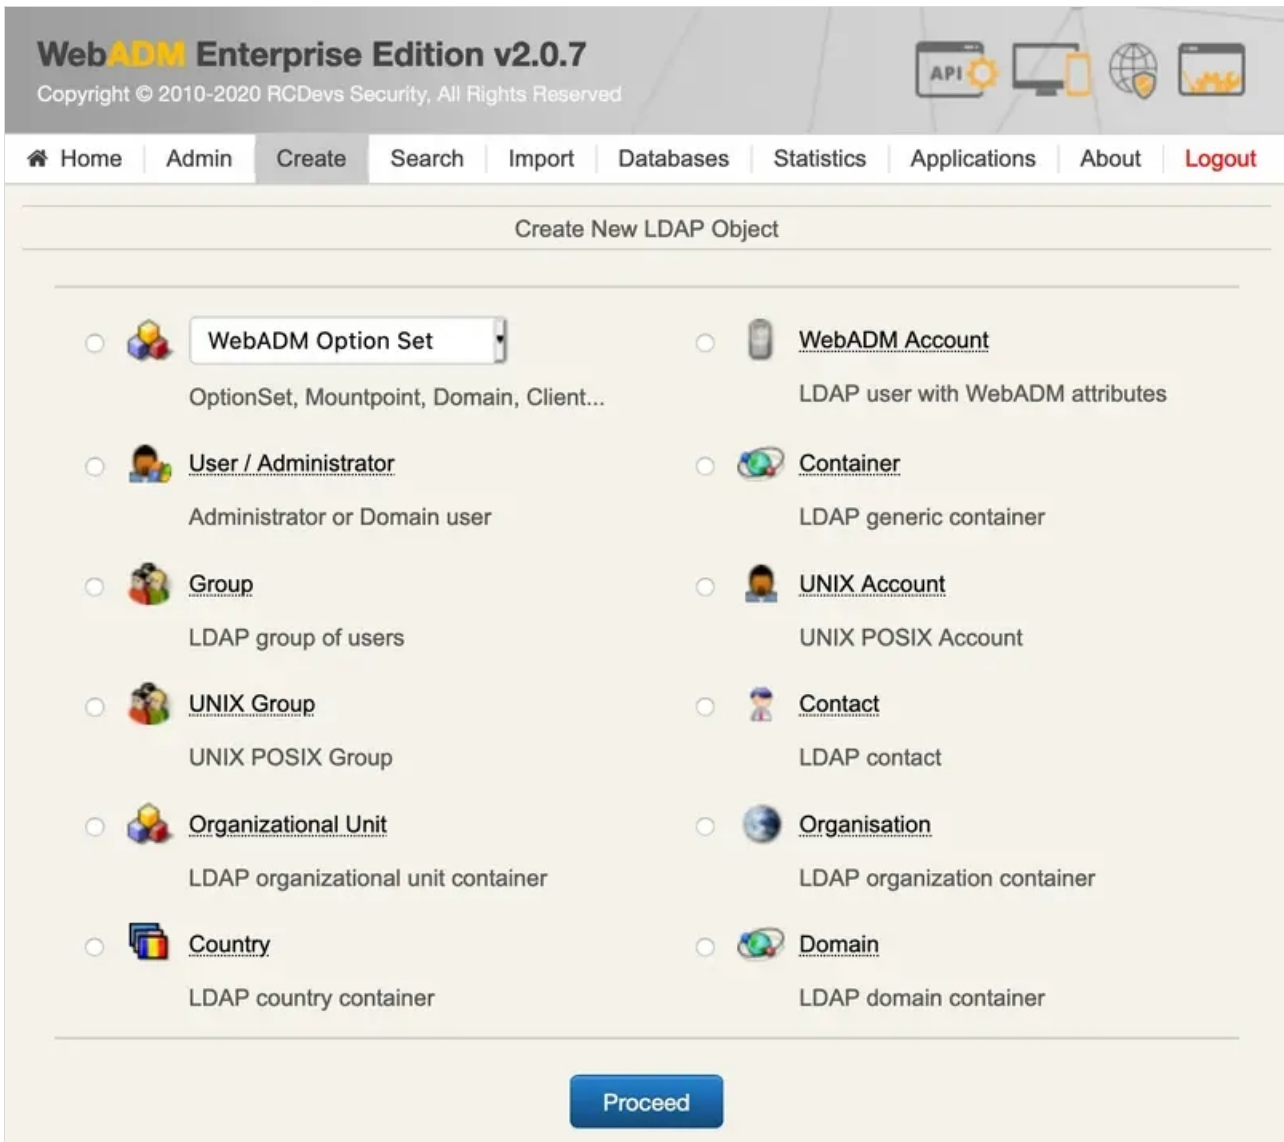 WebADM Enterprise Edition v2.0.7
Copyright © 2010-2020 RCDevs Security, All Rights Reserved
API
Home Admin Create Search Import Databases Statistics Applications About Logout
Create New LDAP Object
WebADM Option Set
OptionSet, Mountpoint, Domain, Client...
WebADM Account
LDAP user with WebADM attributes
User / Administrator
Administrator or Domain user
Container
LDAP generic container
Group
LDAP group of users
UNIX Account
UNIX POSIX Account
UNIX Group
UNIX POSIX Group
Contact
LDAP contact
Organizational Unit
LDAP organizational unit container
Organisation
LDAP organization container
Country
LDAP country container
Domain
LDAP domain container
Proceed